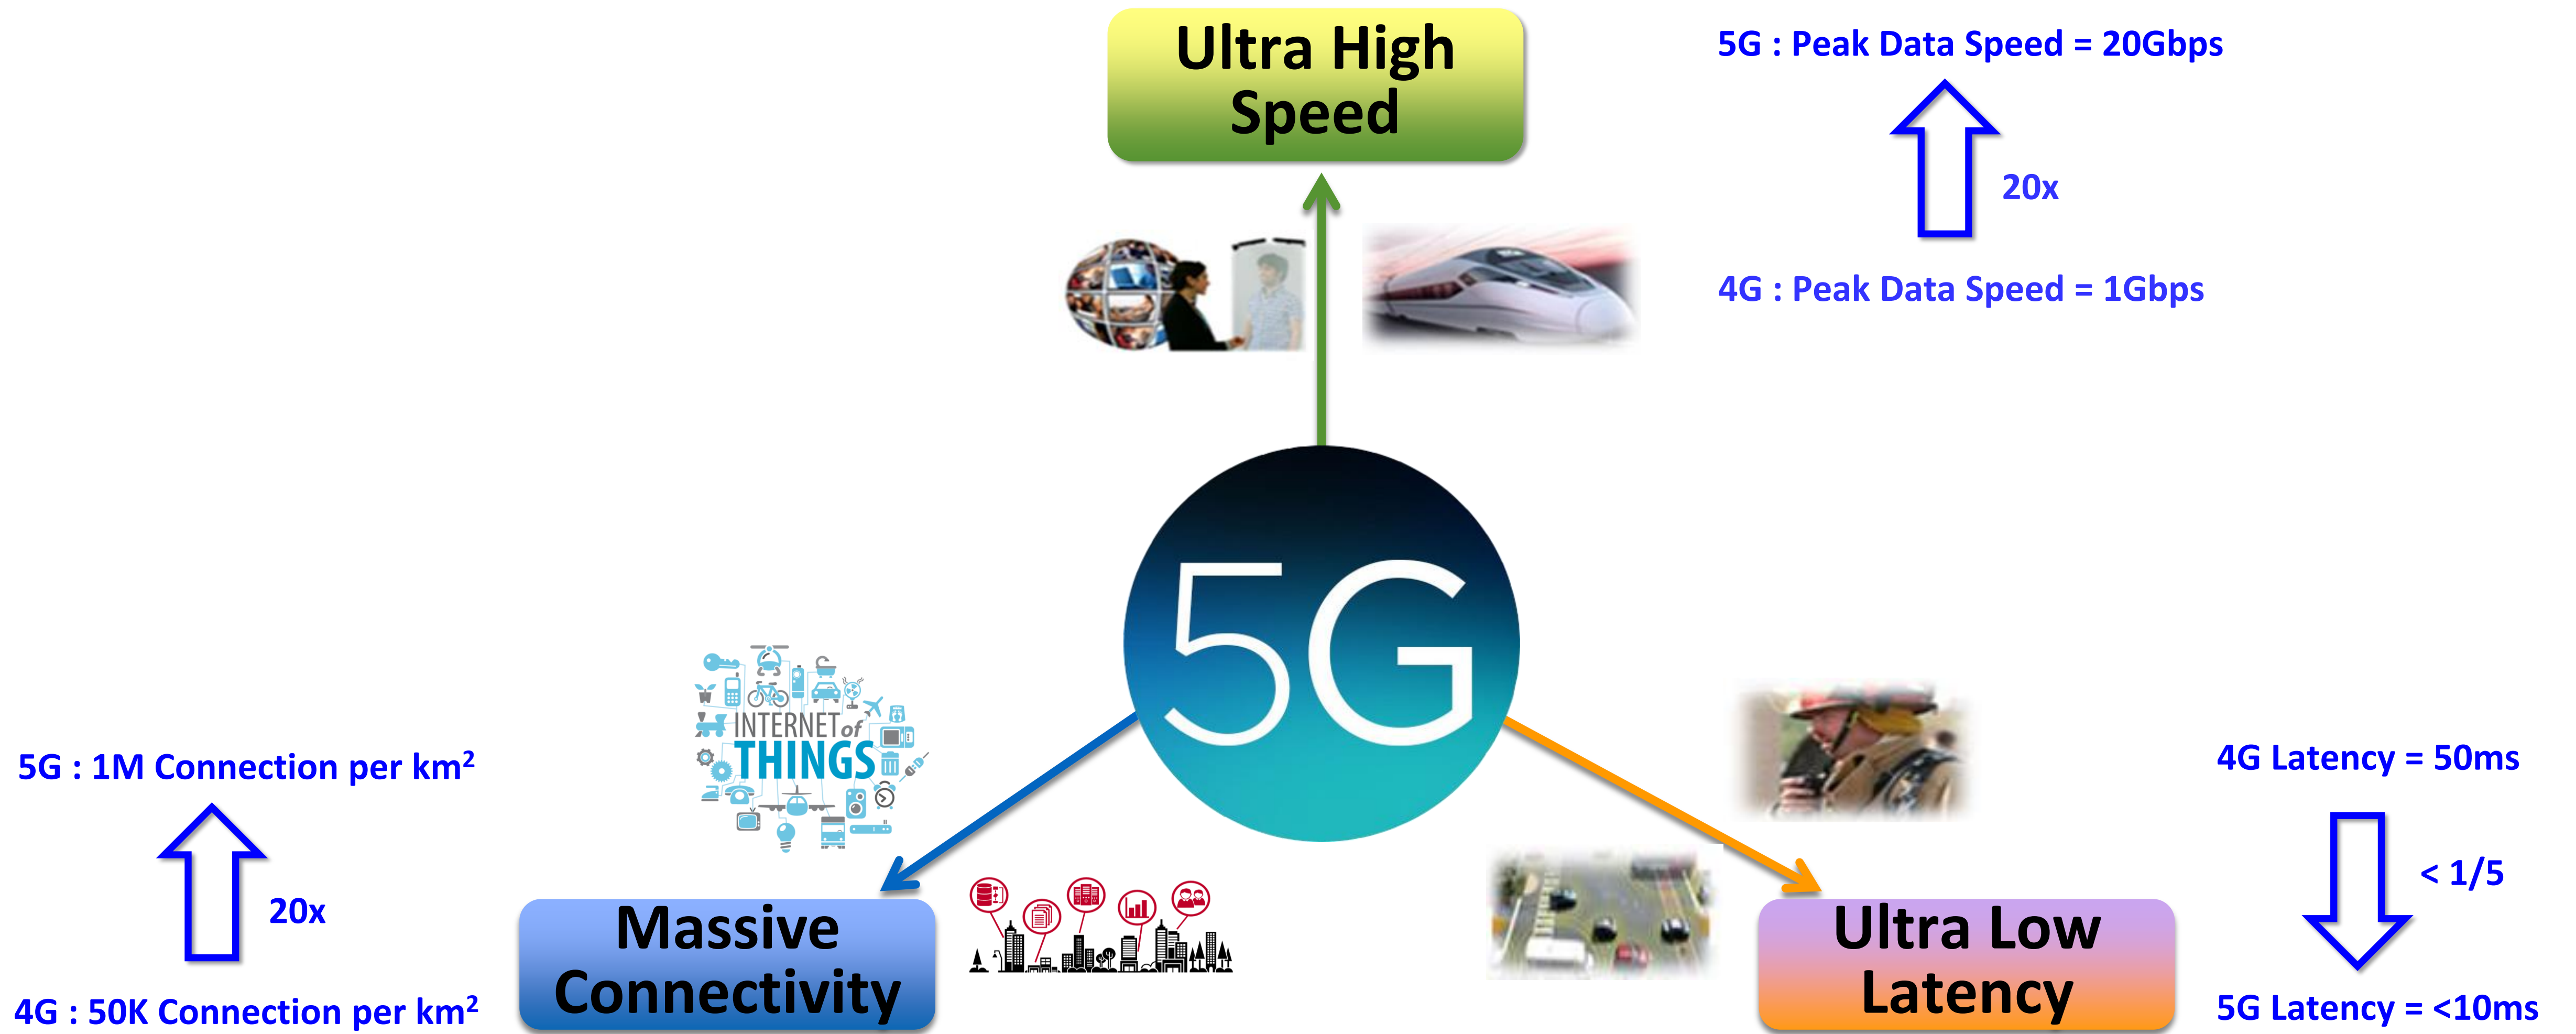 Ultra High
Speed
5G : Peak Data Speed = 20Gbps
20x
4G : Peak Data Speed = 1Gbps
5G
INTERNET of
THINGS
5G : 1M Connection per km²
20x
4G : 50K Connection per km²
Massive
Connectivity
Ultra Low
Latency
4G Latency = 50ms
< 1/5
5G Latency = <10ms